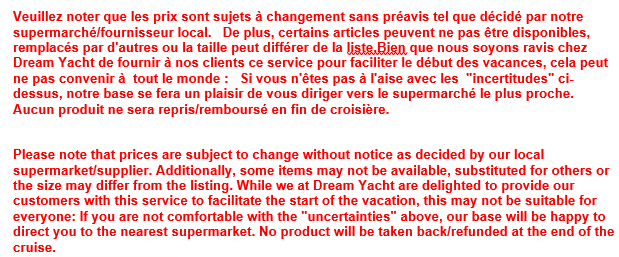 Veuillez noter que les prix sont sujets à changement sans préavis tel que décidé par notre
supermarché/fournisseur local.   De plus, certains articles peuvent ne pas être disponibles,
remplacés par d'autres ou la taille peut différer de la liste.Bien que nous soyons ravis chez
Dream Yacht de fournir à nos clients ce service pour faciliter le début des vacances, cela peut
ne pas convenir à  tout le monde :   Si vous n'êtes pas à l'aise avec les  "incertitudes" ci-
dessus, notre base se fera un plaisir de vous diriger vers le supermarché le plus proche.
Aucun produit ne sera repris/remboursé en fin de croisière.

Please note that prices are subject to change without notice as decided by our local
supermarket/supplier. Additionally, some items may not be available, substituted for others or
the size may differ from the listing. While we at Dream Yacht are delighted to provide our
customers with this service to facilitate the start of the vacation, this may not be suitable for
everyone: If you are not comfortable with the "uncertainties" above, our base will be happy to
direct you to the nearest supermarket. No product will be taken back/refunded at the end of the
cruise.